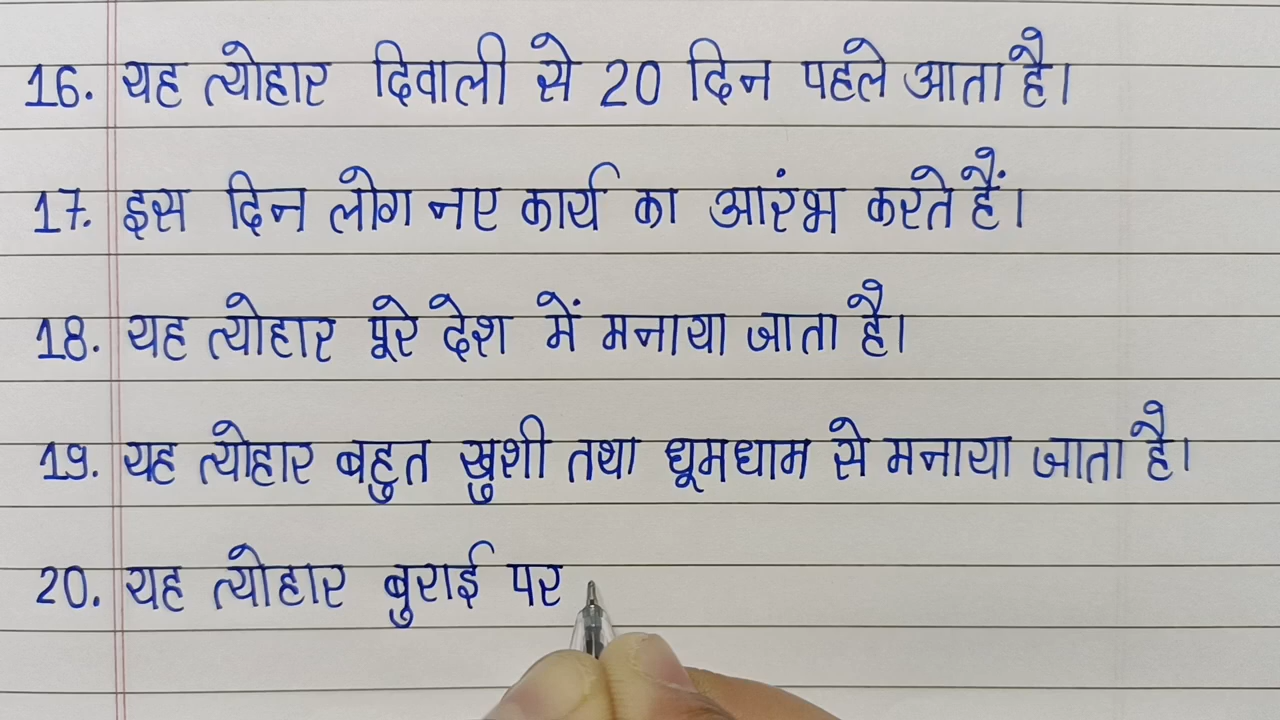 16. यह त्योहार दिवाली से 20 दिन पहले आता है।
17. इस दिन लोग नए कार्य का आरंभ करते हैं।
18. यह त्योहार पूरे देश में मनाया जाता है।
19. यह त्योहार बहुत खुशी तथा धूमधाम से मनाया जाता है।
20. यह त्योहार बुराई पर